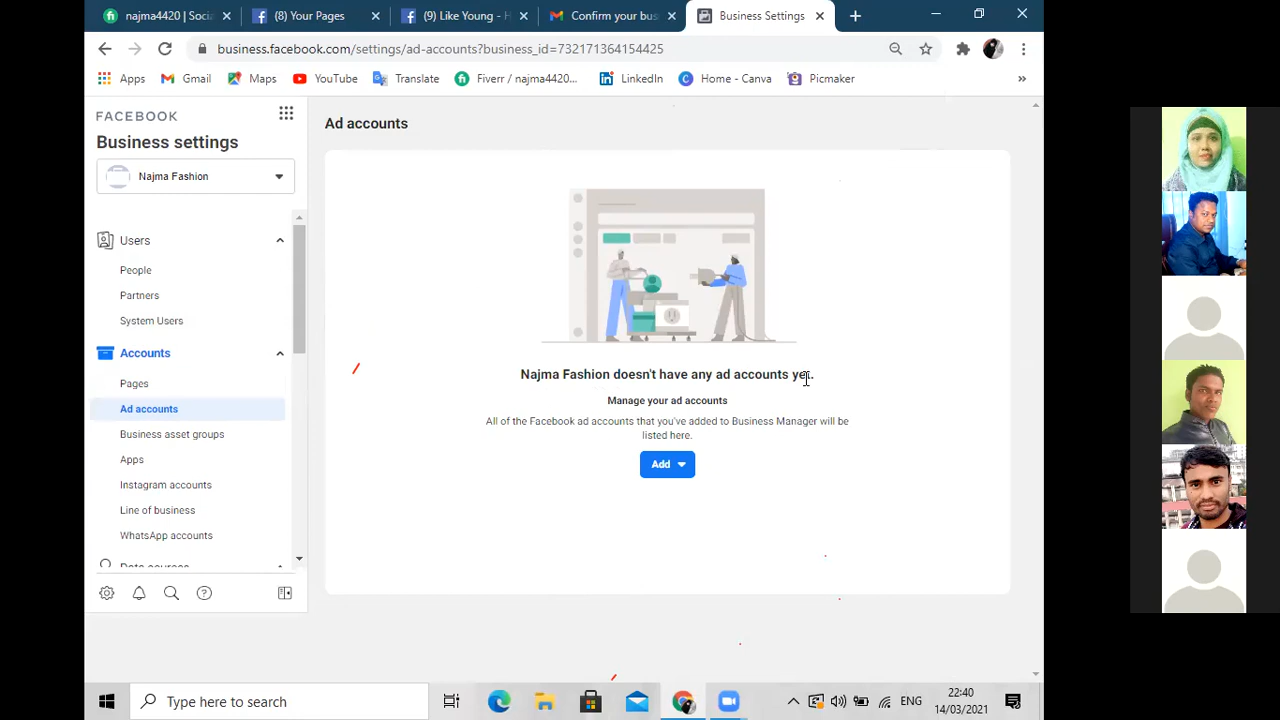 najma4420 | Socia
(8) Your Pages
(9) Like Young - H
Confirm your bus
Business Settings
business.facebook.com/settings/ad-accounts?business_id=732171364154425
Apps
Gmail
Maps
YouTube
Translate
Fiverr / najma4420...
LinkedIn
Home - Canva
Picmaker
»
FACEBOOK
Business settings
Najma Fashion
Users
People
Partners
System Users
Accounts
Pages
Ad accounts
Business asset groups
Apps
Instagram accounts
Line of business
WhatsApp accounts
Ad accounts
Najma Fashion doesn't have any ad accounts yet.
Manage your ad accounts
All of the Facebook ad accounts that you've added to Business Manager will be
listed here.
Add
Type here to search
ENG
22:40
14/03/2021